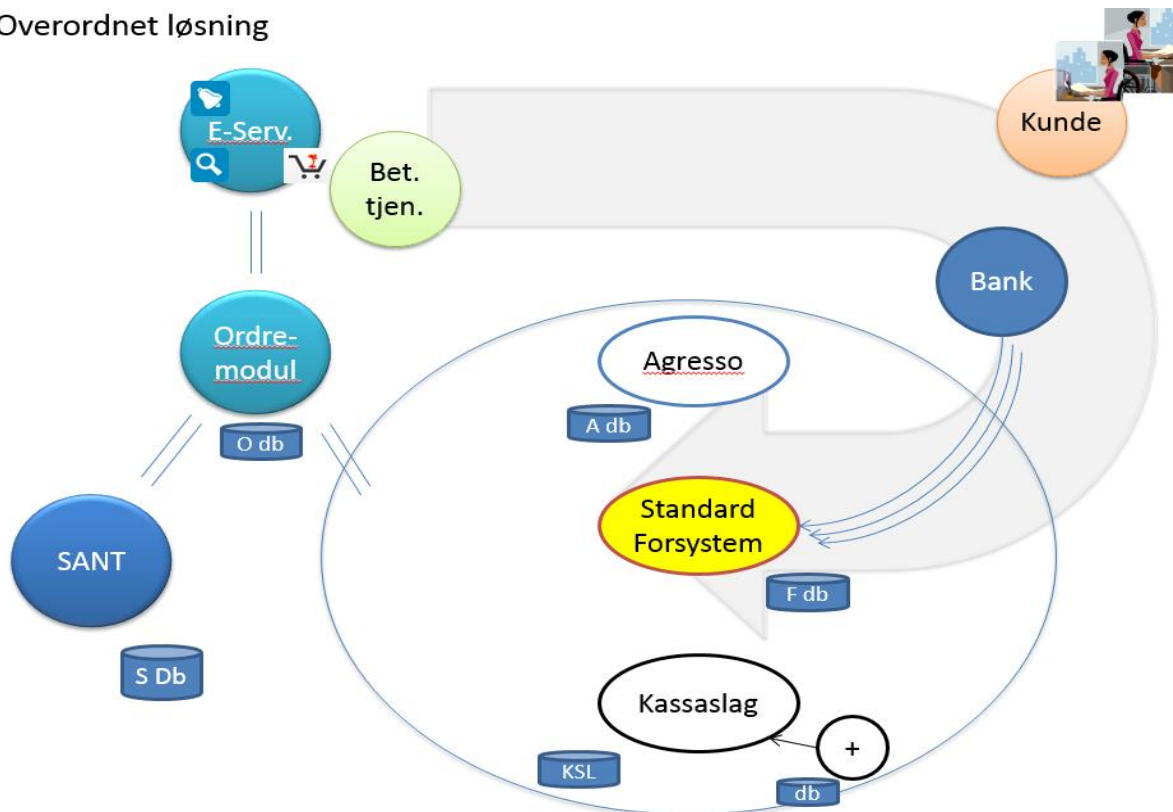 Overordnet løsning
E-Serv.
Bet.
tjen.
Kunde
Bank
Ordre-
modul
O db
Agresso
A db
Standard
Forsystem
F db
SANT
S Db
Kassaslag
+
KSL
db